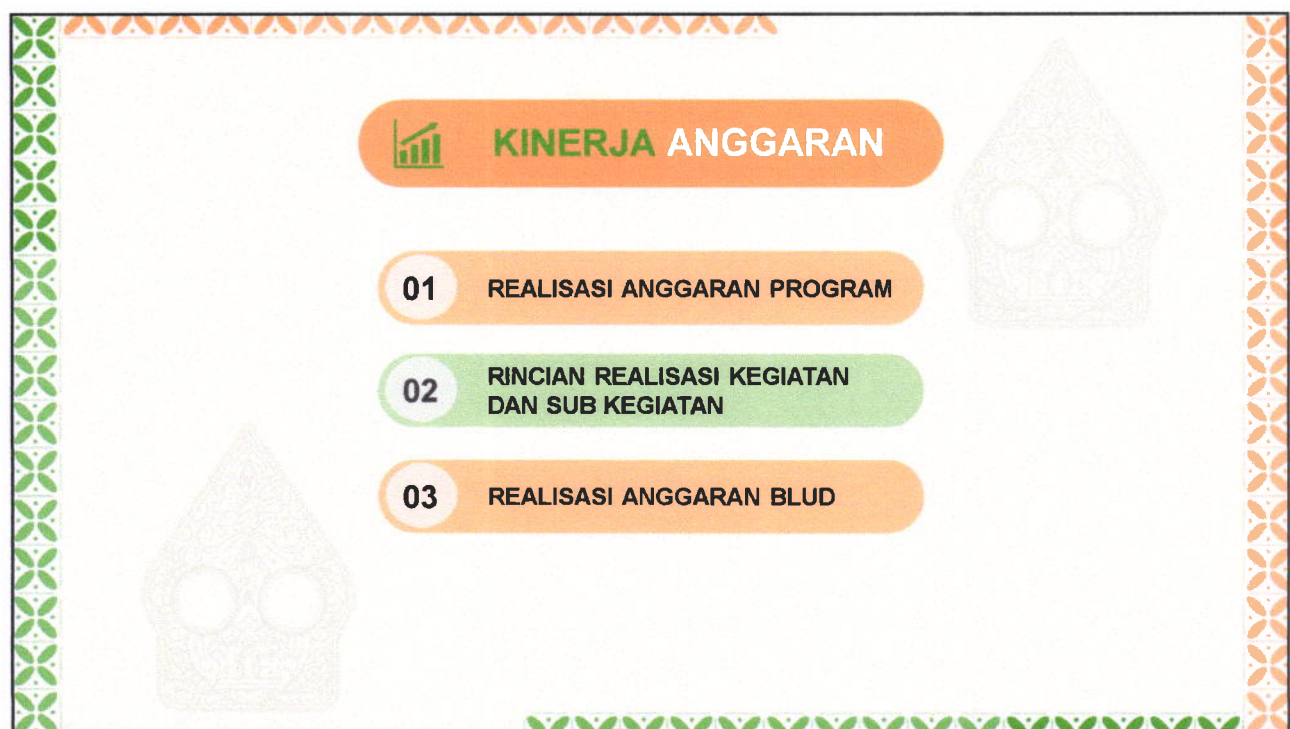 KINERJA ANGGARAN
01 REALISASI ANGGARAN PROGRAM
02 RINCIAN REALISASI KEGIATAN
DAN SUB KEGIATAN
03 REALISASI ANGGARAN BLUD